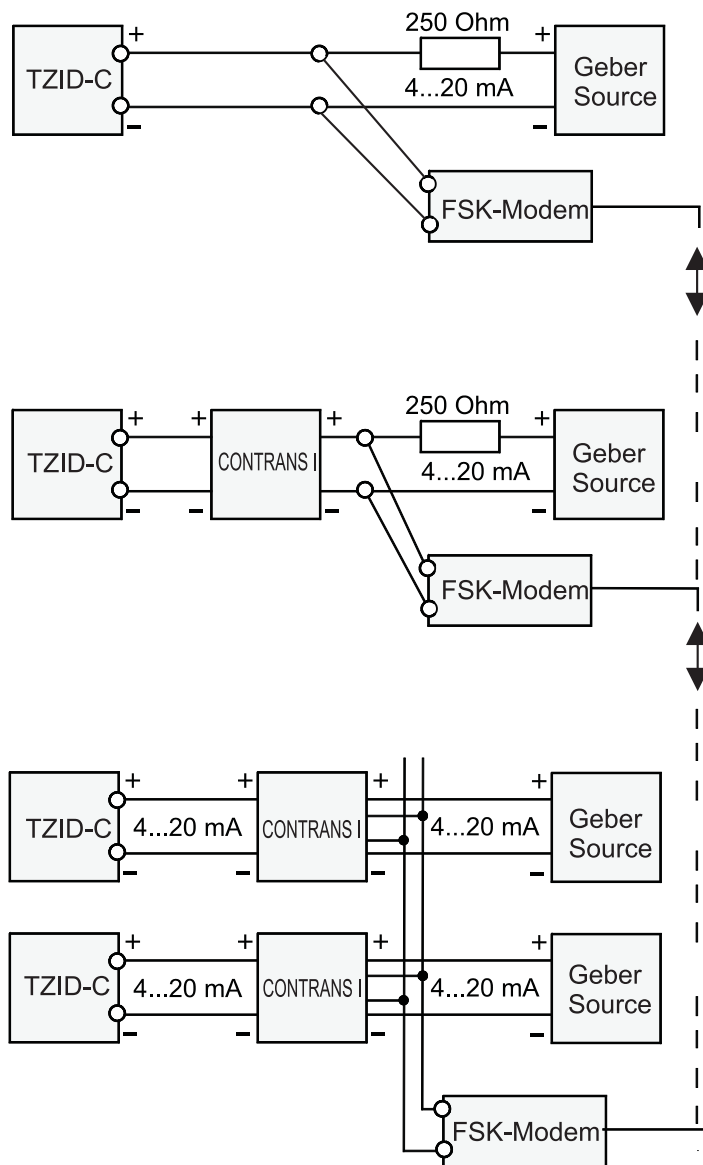 250 Ohm
+ +
TZID-C
4...20 mA
Geber
Source
− −
FSK-Modem
250 Ohm
+ + + +
TZID-C
CONTRANS I
4...20 mA
Geber
Source
− − − −
FSK-Modem
+ + + +
TZID-C
4...20 mA
CONTRANS I
4...20 mA
Geber
Source
− − − −
+ + + +
TZID-C
4...20 mA
CONTRANS I
4...20 mA
Geber
Source
− − − −
FSK-Modem